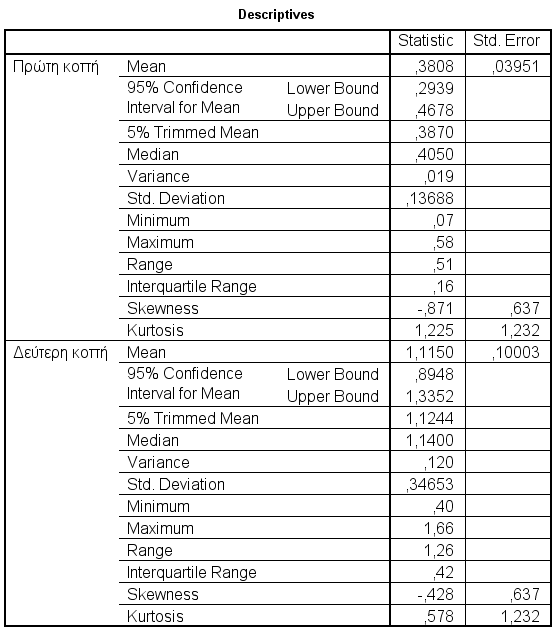 Descriptives
Statistic Std. Error
Πρώτη κοπή Mean ,3808 ,03951
95% Confidence Lower Bound ,2939
Interval for Mean Upper Bound ,4678
5% Trimmed Mean ,3870
Median ,4050
Variance ,019
Std. Deviation ,13688
Minimum ,07
Maximum ,58
Range ,51
Interquartile Range ,16
Skewness -,871 ,637
Kurtosis 1,225 1,232
Δεύτερη κοπή Mean 1,1150 ,10003
95% Confidence Lower Bound ,8948
Interval for Mean Upper Bound 1,3352
5% Trimmed Mean 1,1244
Median 1,1400
Variance ,120
Std. Deviation ,34653
Minimum ,40
Maximum 1,66
Range 1,26
Interquartile Range ,42
Skewness -,428 ,637
Kurtosis ,578 1,232